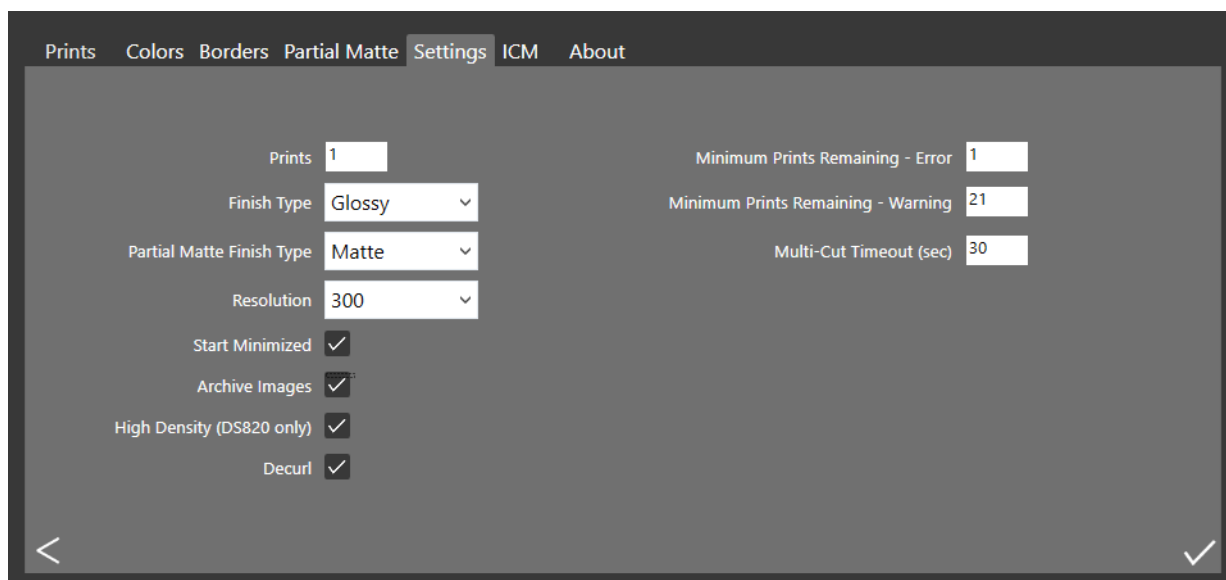 Prints Colors Borders Partial Matte Settings ICM About
Prints 1
Finish Type Glossy
Partial Matte Finish Type Matte
Resolution 300
Start Minimized
Archive Images
High Density (DS820 only)
Decurl
Minimum Prints Remaining - Error 1
Minimum Prints Remaining - Warning 21
Multi-Cut Timeout (sec) 30